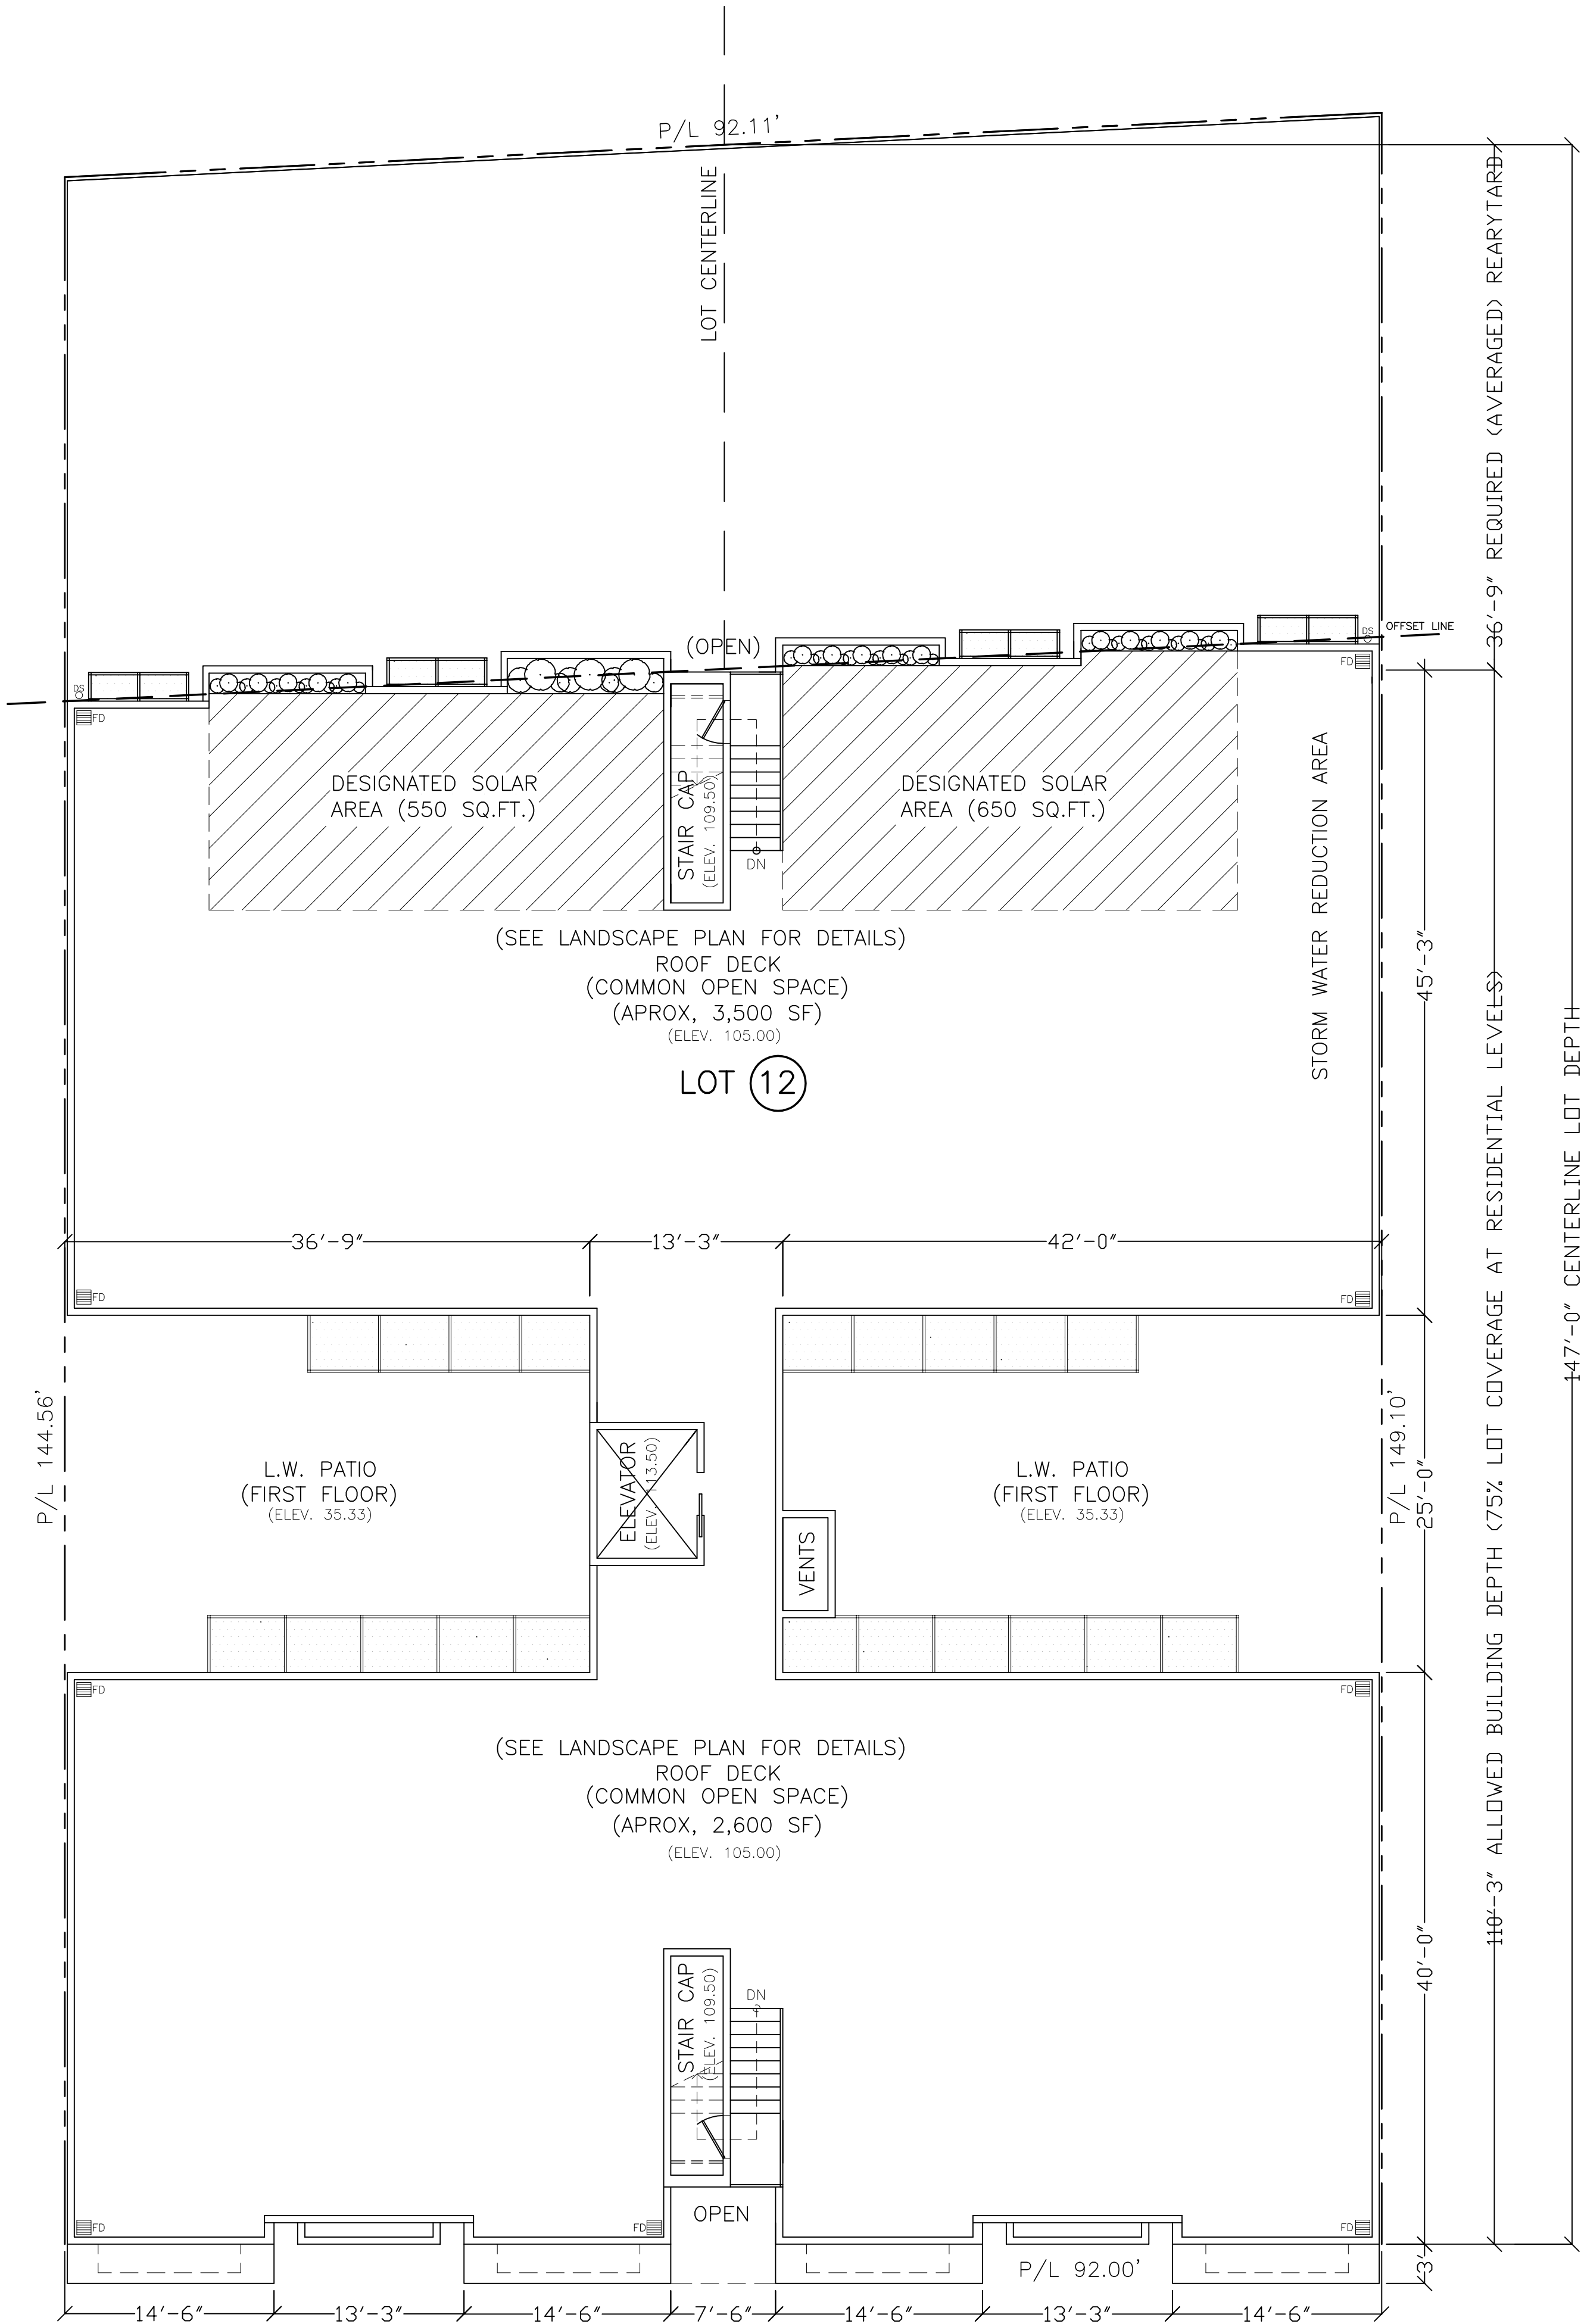 P/L 92.11'
LOT CENTERLINE
36'-9" REQUIRED (AVERAGED) REARYTARD
(OPEN)
DS
OFFSET LINE
DS
FD
FD
DESIGNATED SOLAR
AREA (550 SQ.FT.)
STAIR CAP
(ELEV. 109.50)
DN
DESIGNATED SOLAR
AREA (650 SQ.FT.)
STORM WATER REDUCTION AREA
(SEE LANDSCAPE PLAN FOR DETAILS)
ROOF DECK
(COMMON OPEN SPACE)
(APROX, 3,500 SF)
(ELEV. 105.00)
LOT 12
45'-3"
110'-3" ALLOWED BUILDING DEPTH (75% LOT COVERAGE AT RESIDENTIAL LEVELS)
147'-0" CENTERLINE LOT DEPTH
36'-9"
13'-3"
42'-0"
FD
FD
P/L 144.56'
L.W. PATIO
(FIRST FLOOR)
(ELEV. 35.33)
ELEVATOR
(ELEV. 113.50)
VENTS
L.W. PATIO
(FIRST FLOOR)
(ELEV. 35.33)
P/L 149.10'
25'-0"
FD
FD
(SEE LANDSCAPE PLAN FOR DETAILS)
ROOF DECK
(COMMON OPEN SPACE)
(APROX, 2,600 SF)
(ELEV. 105.00)
STAIR CAP
(ELEV. 109.50)
DN
40'-0"
OPEN
FD
FD
FD
P/L 92.00'
3'
14'-6"
13'-3"
14'-6"
7'-6"
14'-6"
13'-3"
14'-6"